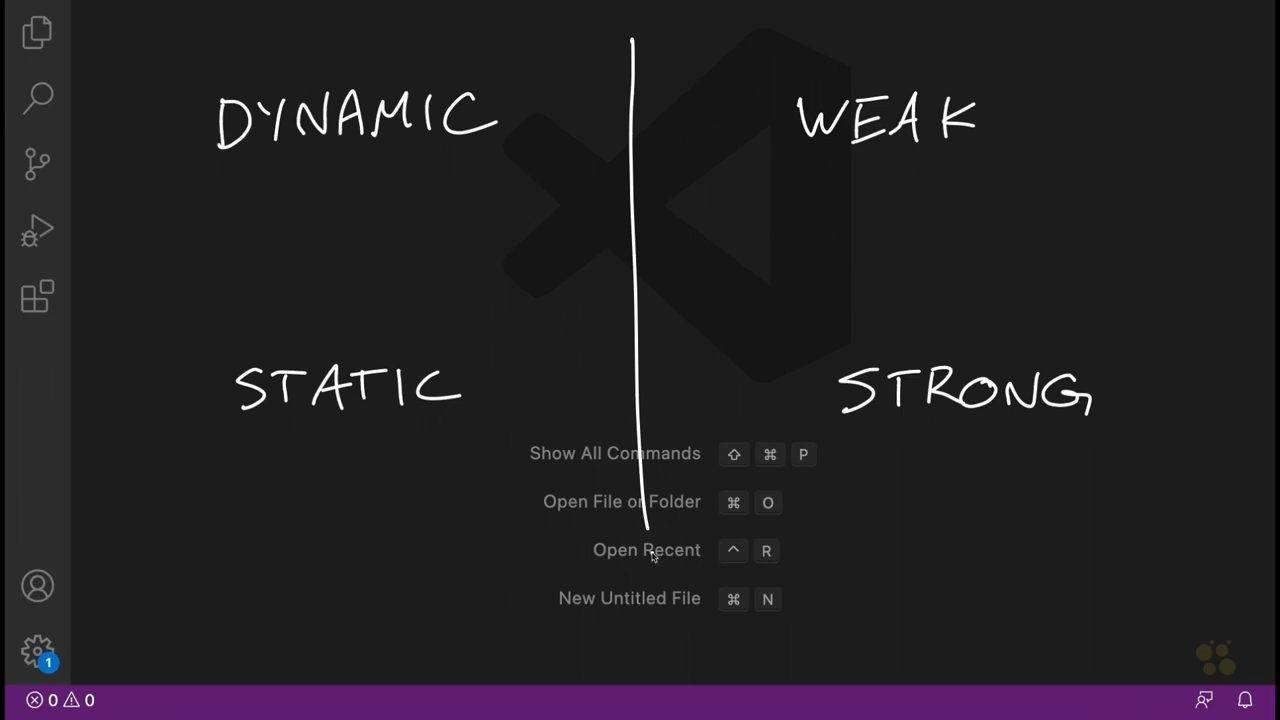 DYNAMIC WEAK
STATIC STRONG
Show All Commands ⇧ ⌘ P
Open File or Folder ⌘ O
Open Recent ^ R
New Untitled File ⌘ N
1
0 0